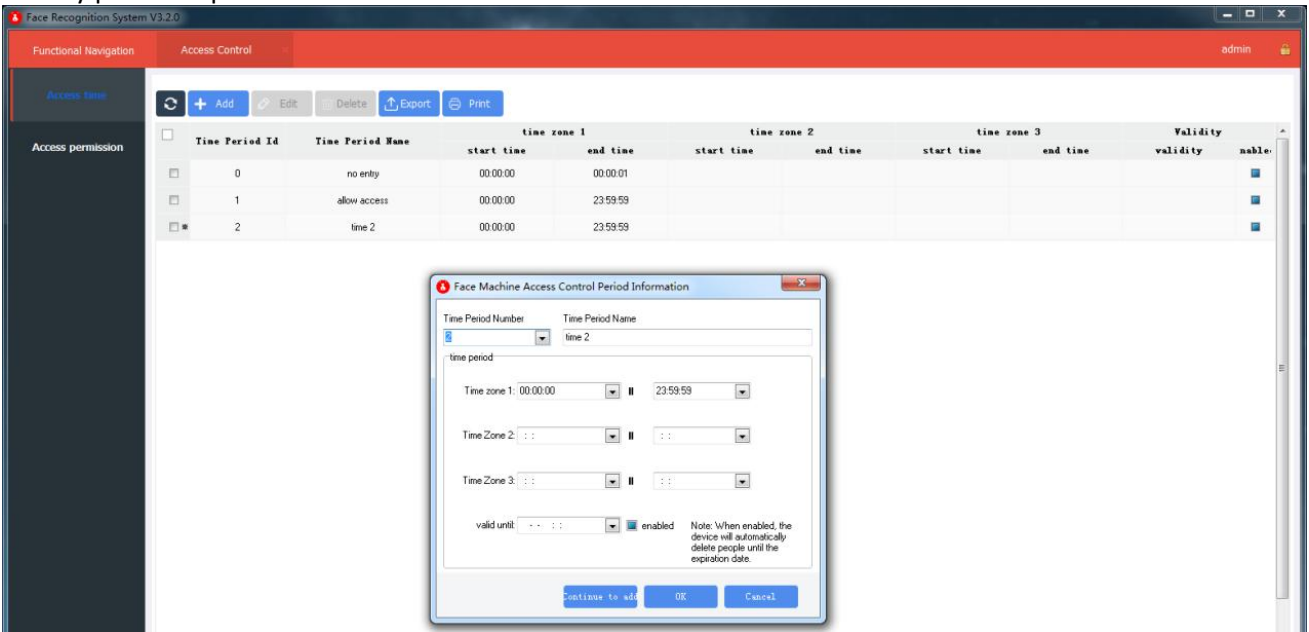 Face Recognition System V3.2.0
Functional Navigation Access Control admin
Access time
Add Edit Delete Export Print
Access permission
Time Period Id Time Period Name time zone 1 time zone 2 time zone 3 Validity
start time end time start time end time start time end time validity nable
0 no entry 00:00:00 00:00:01
1 allow access 00:00:00 23:59:59
2 time 2 00:00:00 23:59:59
Face Machine Access Control Period Information
Time Period Number Time Period Name
2 time 2
time period
Time zone 1: 00:00:00 23:59:59
Time Zone 2: : : : :
Time Zone 3: : : : :
valid until: - - : : enabled Note: When enabled, the
device will automatically
delete people until the
expiration date.
Continue to add OK Cancel